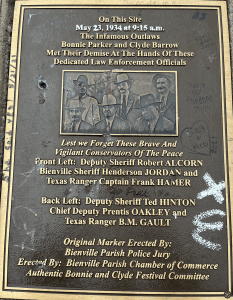 On This Site
May 23, 1934 at 9:15 a.m.
The Infamous Outlaws
Bonnie Parker and Clyde Barrow
Met Their Demise At The Hands Of These
Dedicated Law Enforcement Officials
Lest we Forget These Brave And
Vigilant Conservators Of The Peace
Front Left: Deputy Sheriff Robert ALCORN
Bienville Sheriff Henderson JORDAN and
Texas Ranger Captain Frank HAMER
Back Left: Deputy Sheriff Ted HINTON
Chief Deputy Prentis OAKLEY and
Texas Ranger B.M. GAULT
Original Marker Erected By:
Bienville Parish Police Jury
Erected By: Bienville Parish Chamber of Commerce
Authentic Bonnie and Clyde Festival Committee